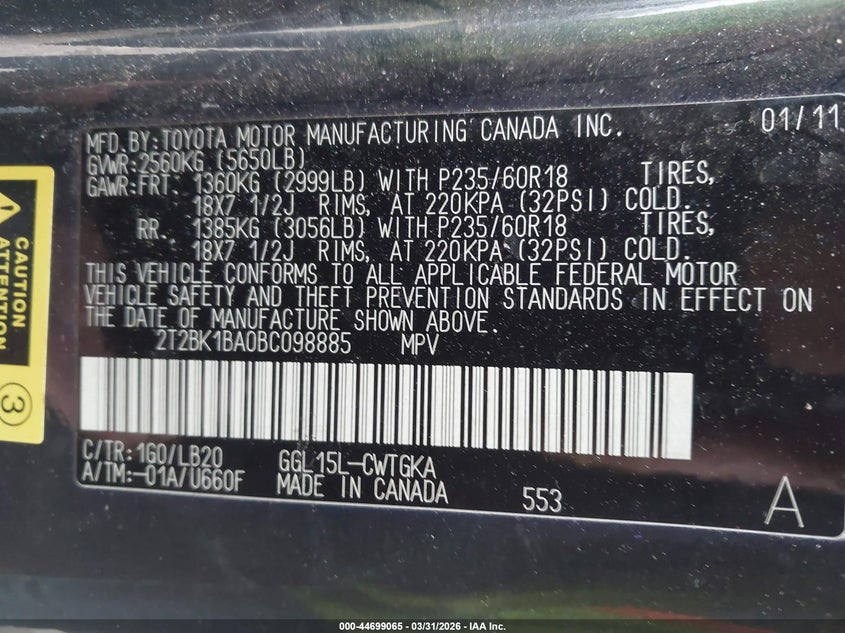 MFD. BY: TOYOTA MOTOR MANUFACTURING CANADA INC. 01/11
GVWR: 2560KG (5650LB)
GAWR: FRT. 1360KG (2999LB) WITH P235/60R18 TIRES,
18X7 1/2J RIMS, AT 220KPA (32PSI) COLD.
RR. 1385KG (3056LB) WITH P235/60R18 TIRES,
18X7 1/2J RIMS, AT 220KPA (32PSI) COLD.
THIS VEHICLE CONFORMS TO ALL APPLICABLE FEDERAL MOTOR
VEHICLE SAFETY AND THEFT PREVENTION STANDARDS IN EFFECT ON
THE DATE OF MANUFACTURE SHOWN ABOVE.
2T2BK1BA0BC098885 MPV
C/TR: 1G0/LB20 GGL15L-CWTGKA
A/TM: -01A/U660F MADE IN CANADA 553 A
CAUTION
ATTENTION
3
000-44699065 - 03/31/2026 - IAA Inc.